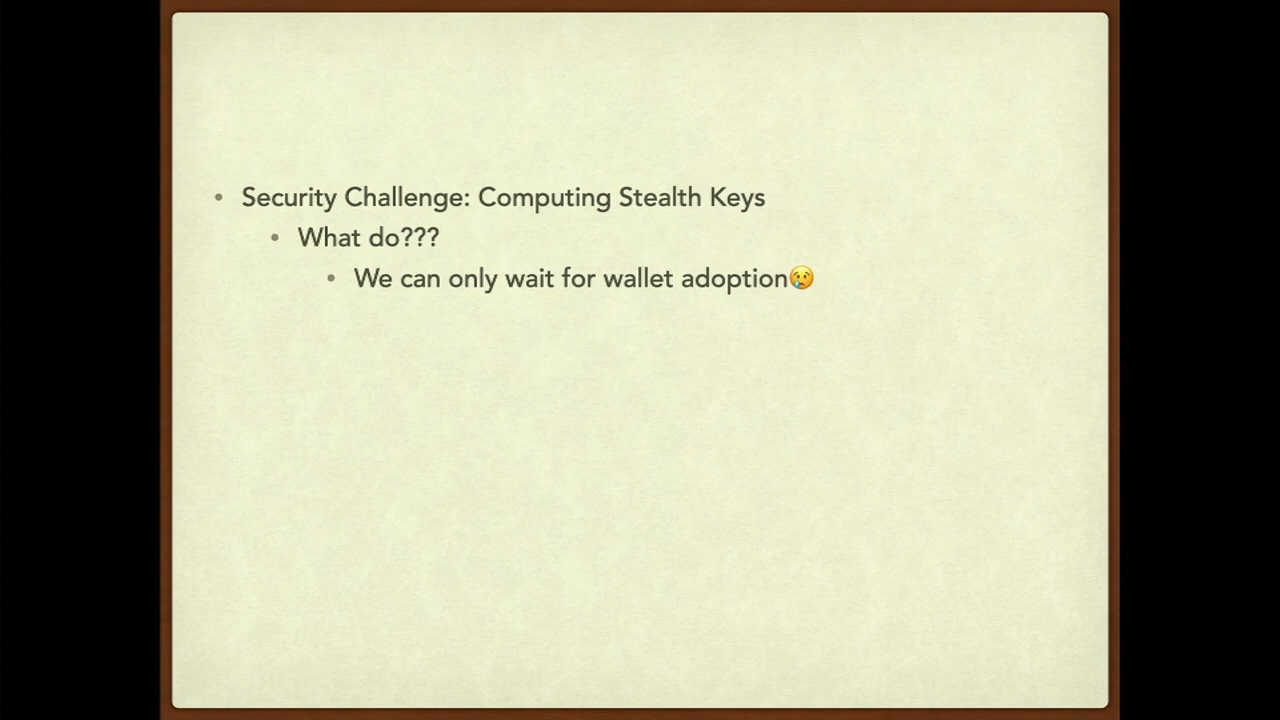 • Security Challenge: Computing Stealth Keys
• What do???
• We can only wait for wallet adoption😢